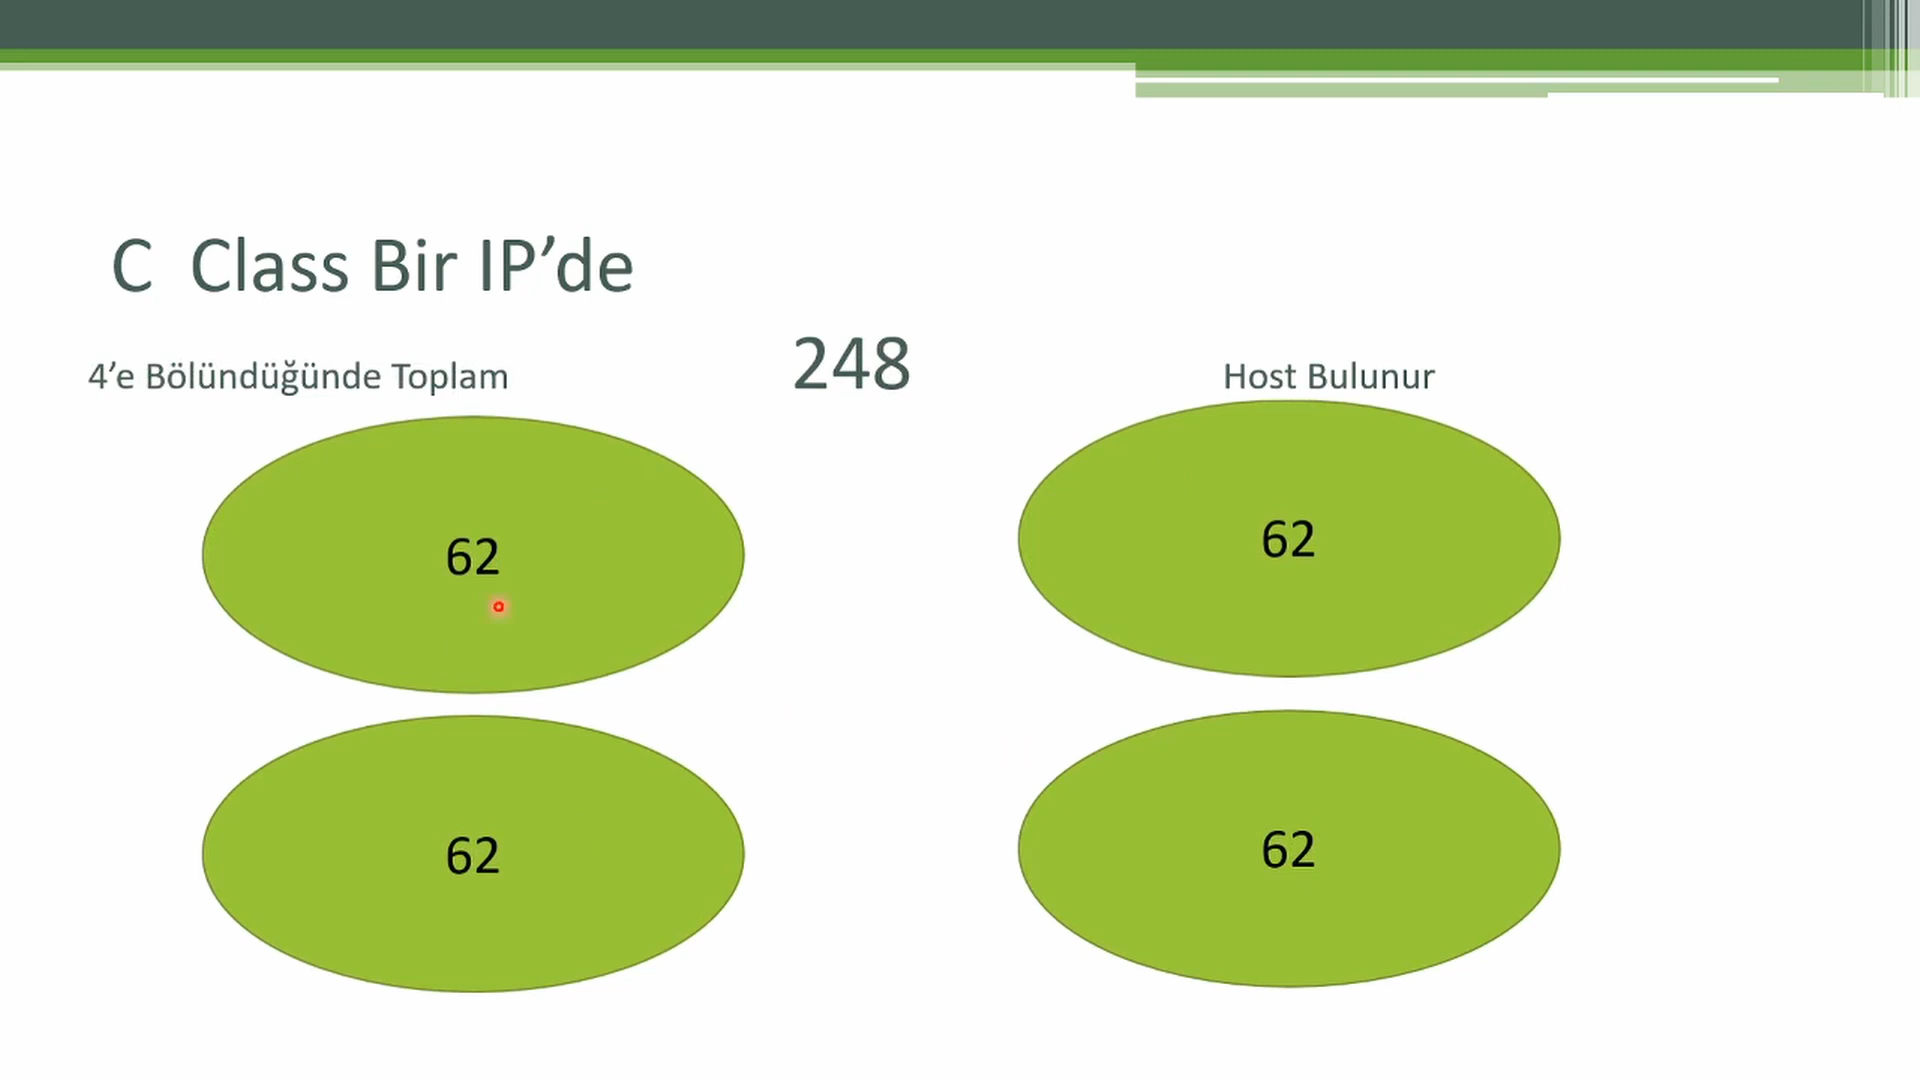 C  Class Bir IP’de
4’e Bölündüğünde Toplam 248 Host Bulunur
62 62
62 62